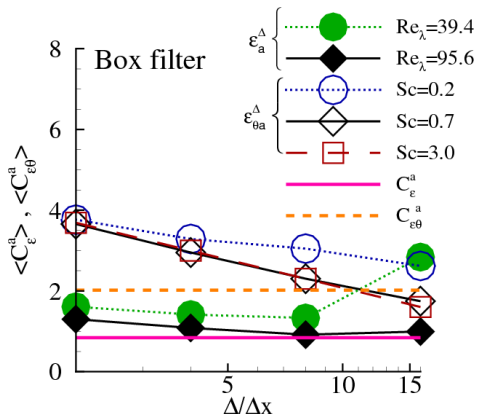 8
6
4
2
0
5
10
15
Δ/Δx
<C_ε^a> , <C_εθ^a>
Box filter
ε_a^Δ
ε_θa^Δ
Re_λ=39.4
Re_λ=95.6
Sc=0.2
Sc=0.7
Sc=3.0
C_ε^a
C_εθ^a